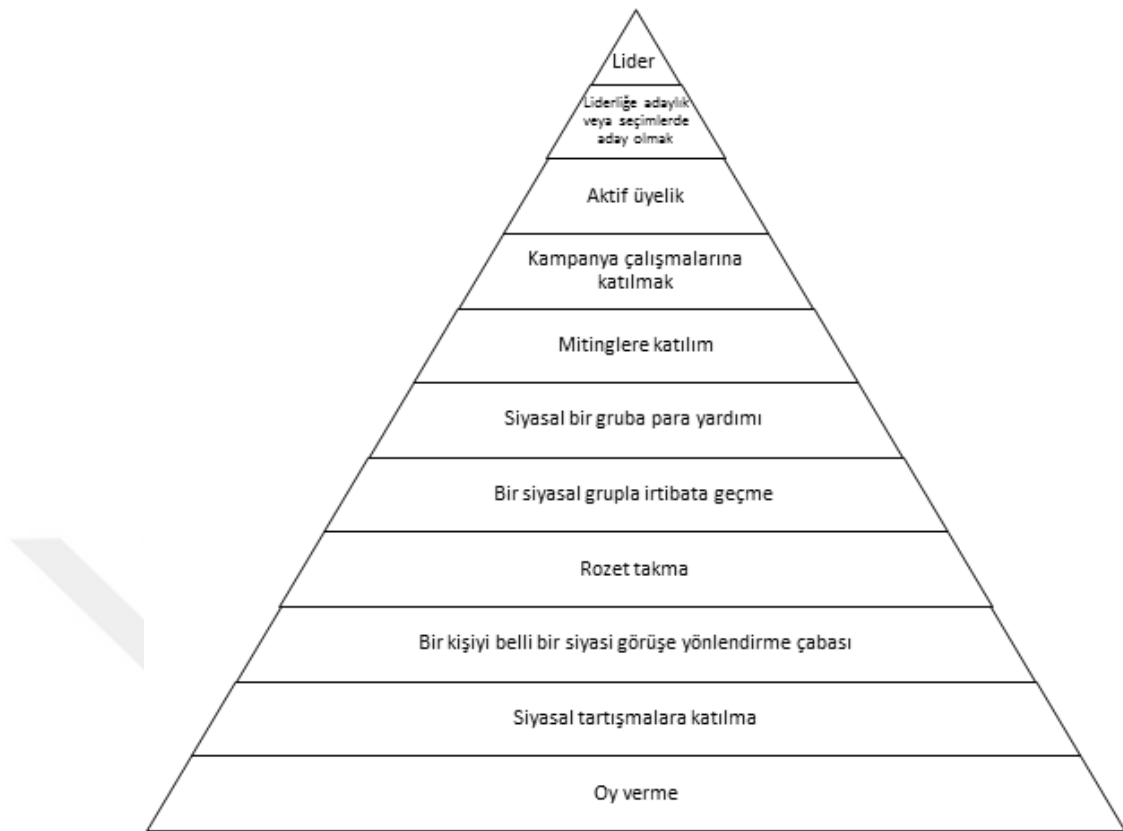 Lider
Liderliğe adaylık
veya seçimlerde
aday olmak
Aktif üyelik
Kampanya çalışmalarına
katılmak
Mitinglere katılım
Siyasal bir gruba para yardımı
Bir siyasal grupla irtibata geçme
Rozet takma
Bir kişiyi belli bir siyasi görüşe yönlendirme çabası
Siyasal tartışmalara katılma
Oy verme